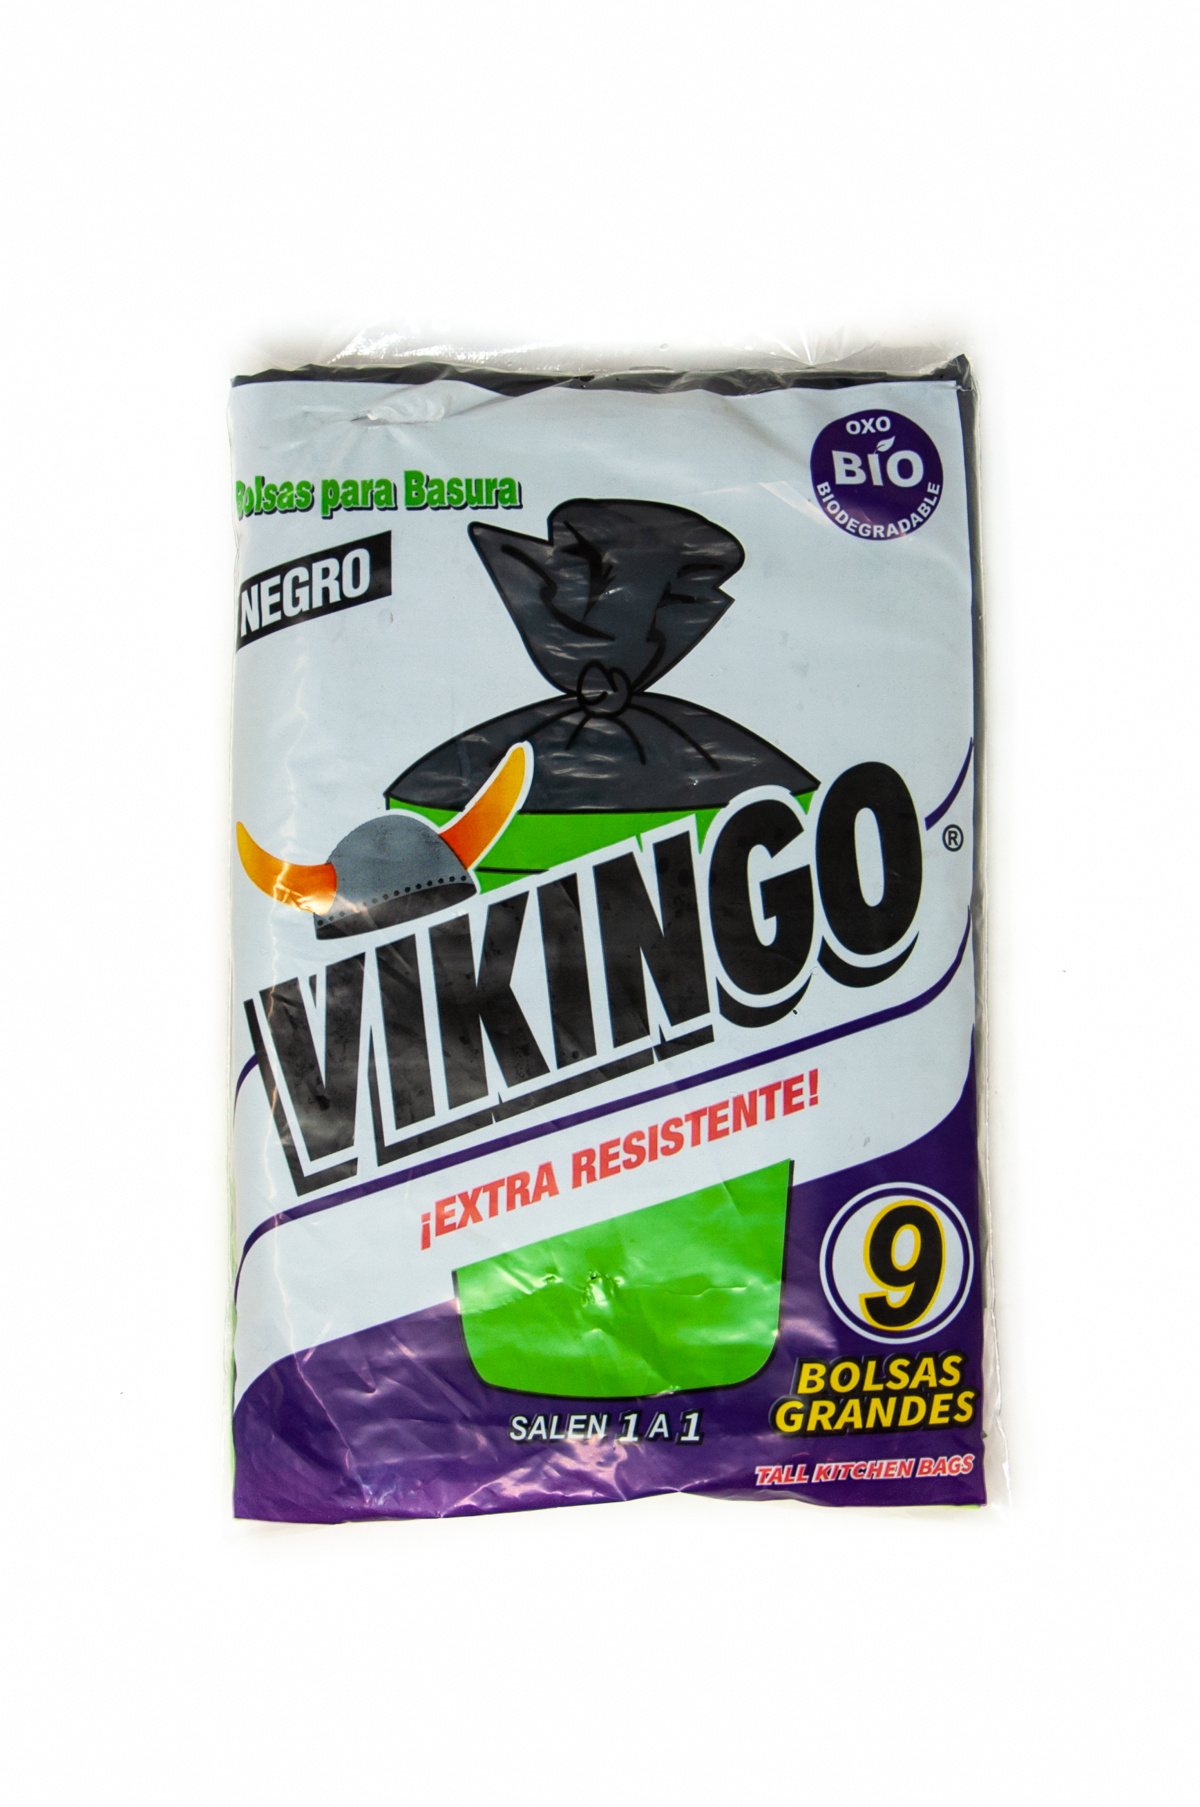 OXO
BIO
BIODEGRADABLE
Bolsas para Basura
NEGRO
VIKINGO®
¡EXTRA RESISTENTE!
9
BOLSAS
GRANDES
SALEN 1 A 1
TALL KITCHEN BAGS